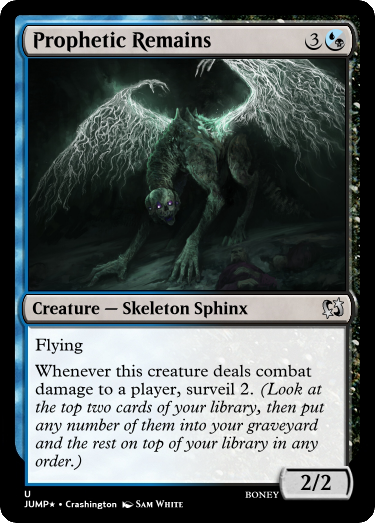 Prophetic Remains 3
Creature — Skeleton Sphinx
Flying
Whenever this creature deals combat
damage to a player, surveil 2. (Look at
the top two cards of your library, then put
any number of them into your graveyard
and the rest on top of your library in any
order.)
2/2
U
JUMP★ • Crashington Sam White
BONEY